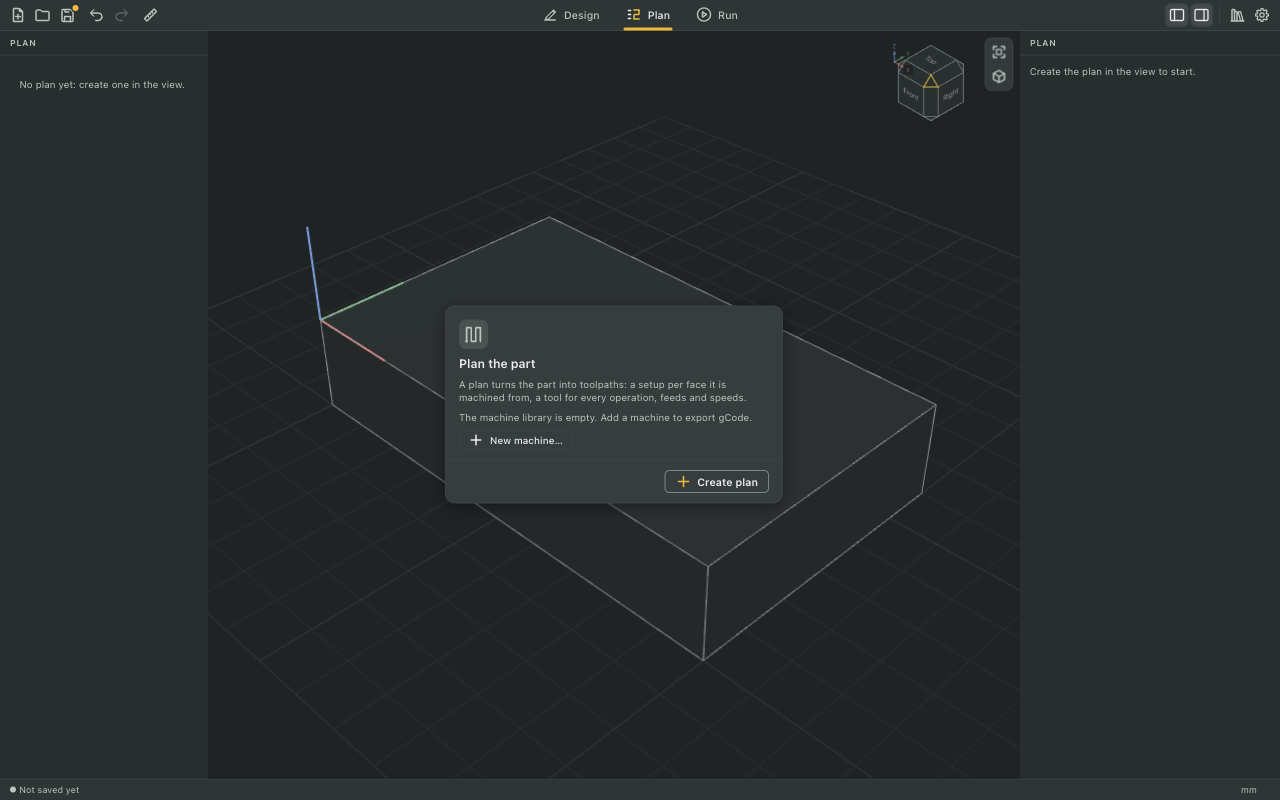 Design
Plan
Run
PLAN
No plan yet: create one in the view.
PLAN
Create the plan in the view to start.
Z
Top
Front
Right
Plan the part
A plan turns the part into toolpaths: a setup per face it is
machined from, a tool for every operation, feeds and speeds.
The machine library is empty. Add a machine to export gCode.
New machine...
Create plan
Not saved yet
mm